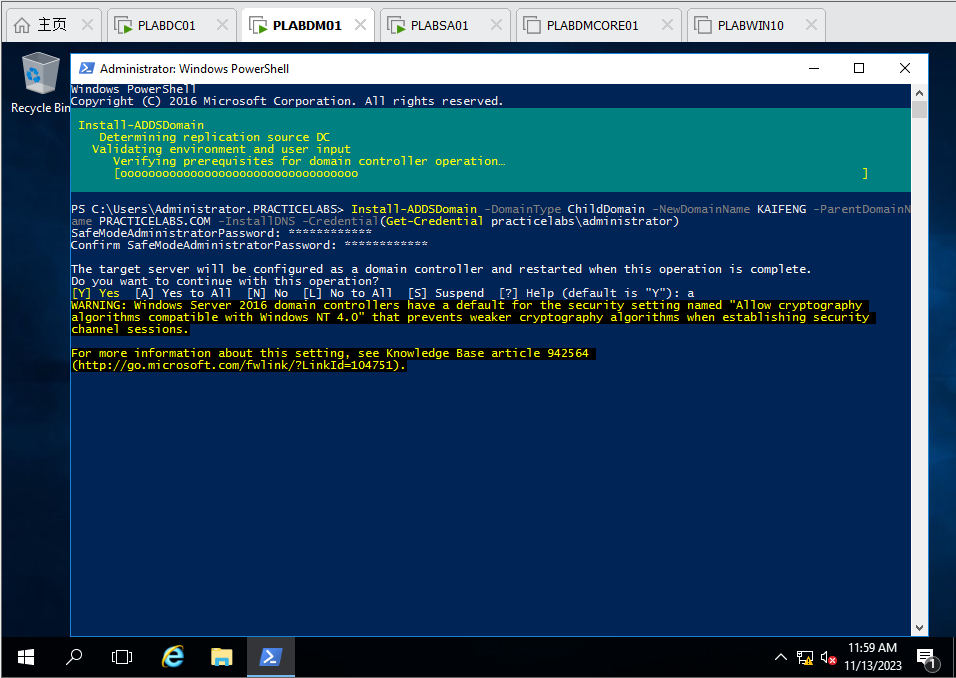 主页
PLABDC01
PLABDM01
PLABSA01
PLABDMCORE01
PLABWIN10
Recycle Bin
Administrator: Windows PowerShell
Windows PowerShell
Copyright (C) 2016 Microsoft Corporation. All rights reserved.
Install-ADDSDomain
Determining replication source DC
Validating environment and user input
Verifying prerequisites for domain controller operation…
[oooooooooooooooooooooooooooooooooo ]
PS C:\Users\Administrator.PRACTICELABS> Install-ADDSDomain -DomainType ChildDomain -NewDomainName KAIFENG -ParentDomainN
ame PRACTICELABS.COM -InstallDNS -Credential(Get-Credential practicelabs\administrator)
SafeModeAdministratorPassword: ************
Confirm SafeModeAdministratorPassword: ************
The target server will be configured as a domain controller and restarted when this operation is complete.
Do you want to continue with this operation?
[Y] Yes  [A] Yes to All  [N] No  [L] No to All  [S] Suspend  [?] Help (default is "Y"): a
WARNING: Windows Server 2016 domain controllers have a default for the security setting named "Allow cryptography
algorithms compatible with Windows NT 4.0" that prevents weaker cryptography algorithms when establishing security
channel sessions.
For more information about this setting, see Knowledge Base article 942564
(http://go.microsoft.com/fwlink/?LinkId=104751).
11:59 AM
11/13/2023
1